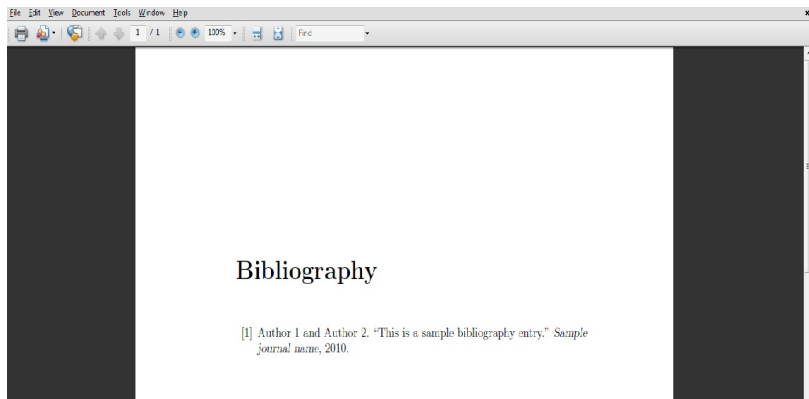 File Edit View Document Tools Window Help
1 / 1 100% Find
Bibliography
[1] Author 1 and Author 2. “This is a sample bibliography entry.” Sample
journal name, 2010.